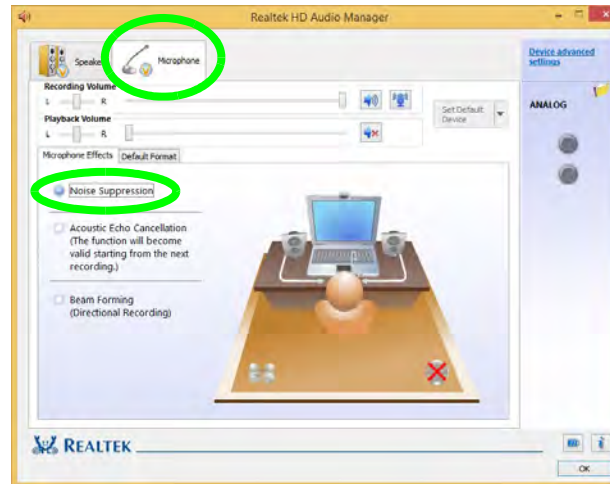 Realtek HD Audio Manager
Speake
Microphone
Device advanced
settings
Recording Volume
L R
Set Default
Device
ANALOG
Playback Volume
L R
Microphone Effects Default Format
Noise Suppression
Acoustic Echo Cancellation
(The function will become
valid starting from the next
recording.)
Beam Forming
(Directional Recording)
REALTEK
OK